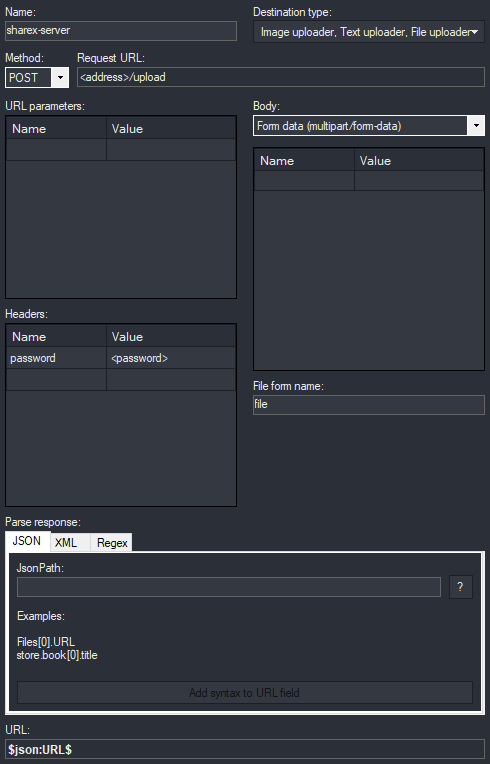 Name:
sharex-server
Destination type:
Image uploader, Text uploader, File uploader
Method:
POST
Request URL:
<address>/upload
URL parameters:
Name Value
Body:
Form data (multipart/form-data)
Name Value
Headers:
Name Value
password <password>
File form name:
file
Parse response:
JSON XML Regex
JsonPath:
?
Examples:
Files[0].URL
store.book[0].title
Add syntax to URL field
URL:
$json:URL$